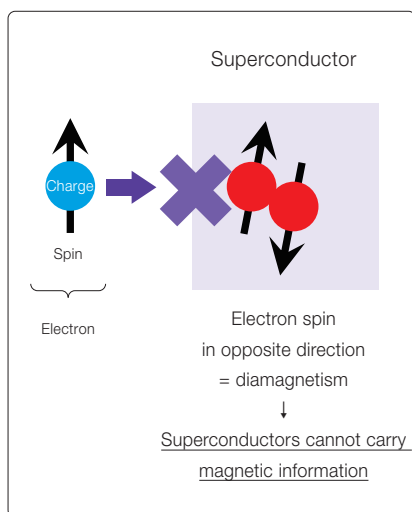 Superconductor
Charge
Spin
Electron
Electron spin
in opposite direction
= diamagnetism
↓
Superconductors cannot carry
magnetic information